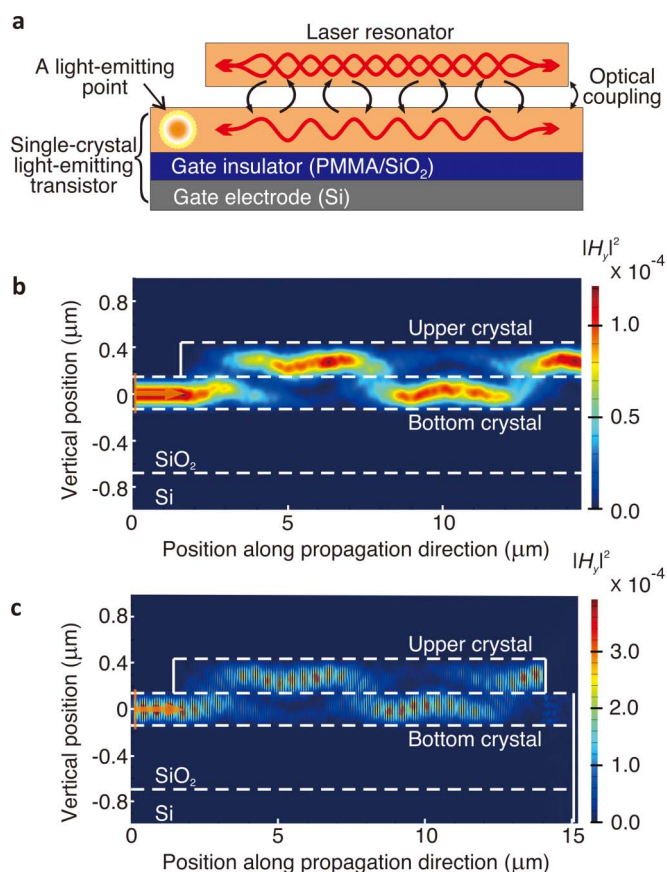 a
Laser resonator
A light-emitting
point
Optical
coupling
Single-crystal
light-emitting
transistor
Gate insulator (PMMA/SiO₂)
Gate electrode (Si)
b
|Hy|²
x 10⁻⁴
0.8
0.4
0
-0.4
-0.8
Vertical position (μm)
Upper crystal
Bottom crystal
SiO₂
Si
1.0
0.5
0.0
0
5
10
Position along propagation direction (μm)
c
|Hy|²
x 10⁻⁴
0.8
0.4
0
-0.4
-0.8
Vertical position (μm)
Upper crystal
Bottom crystal
SiO₂
Si
3.0
2.0
1.0
0.0
0
5
10
15
Position along propagation direction (μm)